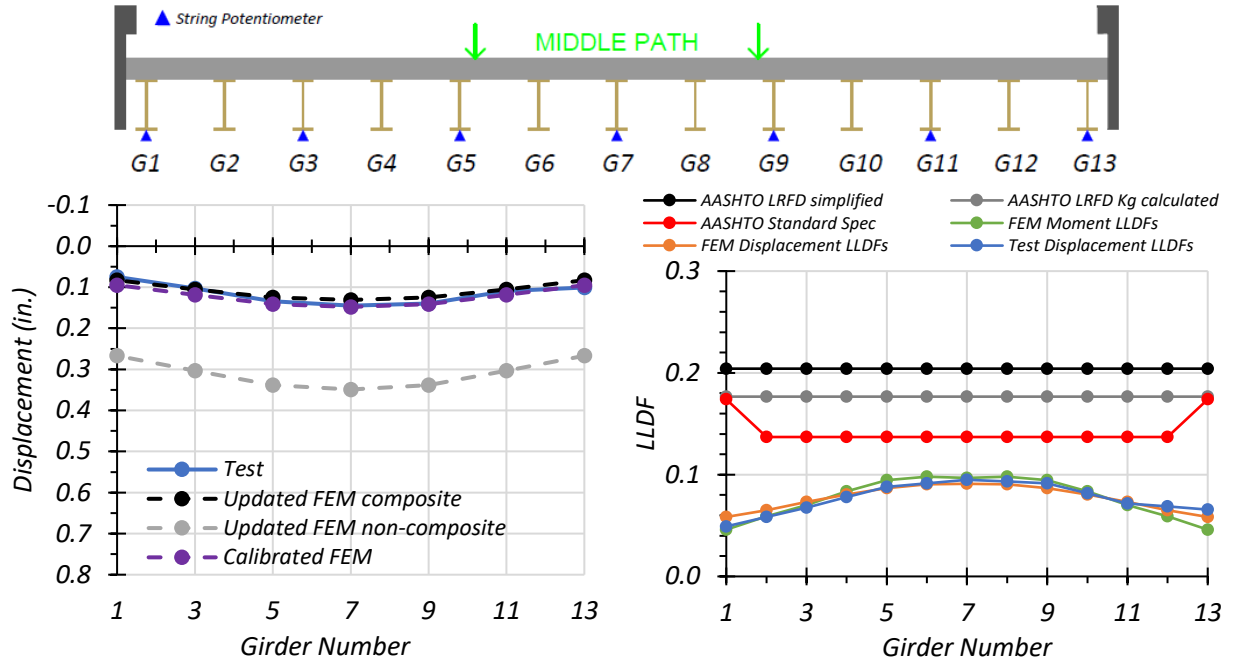 String Potentiometer
MIDDLE PATH
G1 G2 G3 G4 G5 G6 G7 G8 G9 G10 G11 G12 G13
-0.1
0.0
0.1
0.2
0.3
0.4
0.5
0.6
0.7
0.8
Displacement (in.)
Test
Updated FEM composite
Updated FEM non-composite
Calibrated FEM
1 3 5 7 9 11 13
Girder Number
AASHTO LRFD simplified
AASHTO LRFD Kg calculated
AASHTO Standard Spec
FEM Moment LLDFs
FEM Displacement LLDFs
Test Displacement LLDFs
0.3
0.2
0.1
0.0
LLDF
1 3 5 7 9 11 13
Girder Number